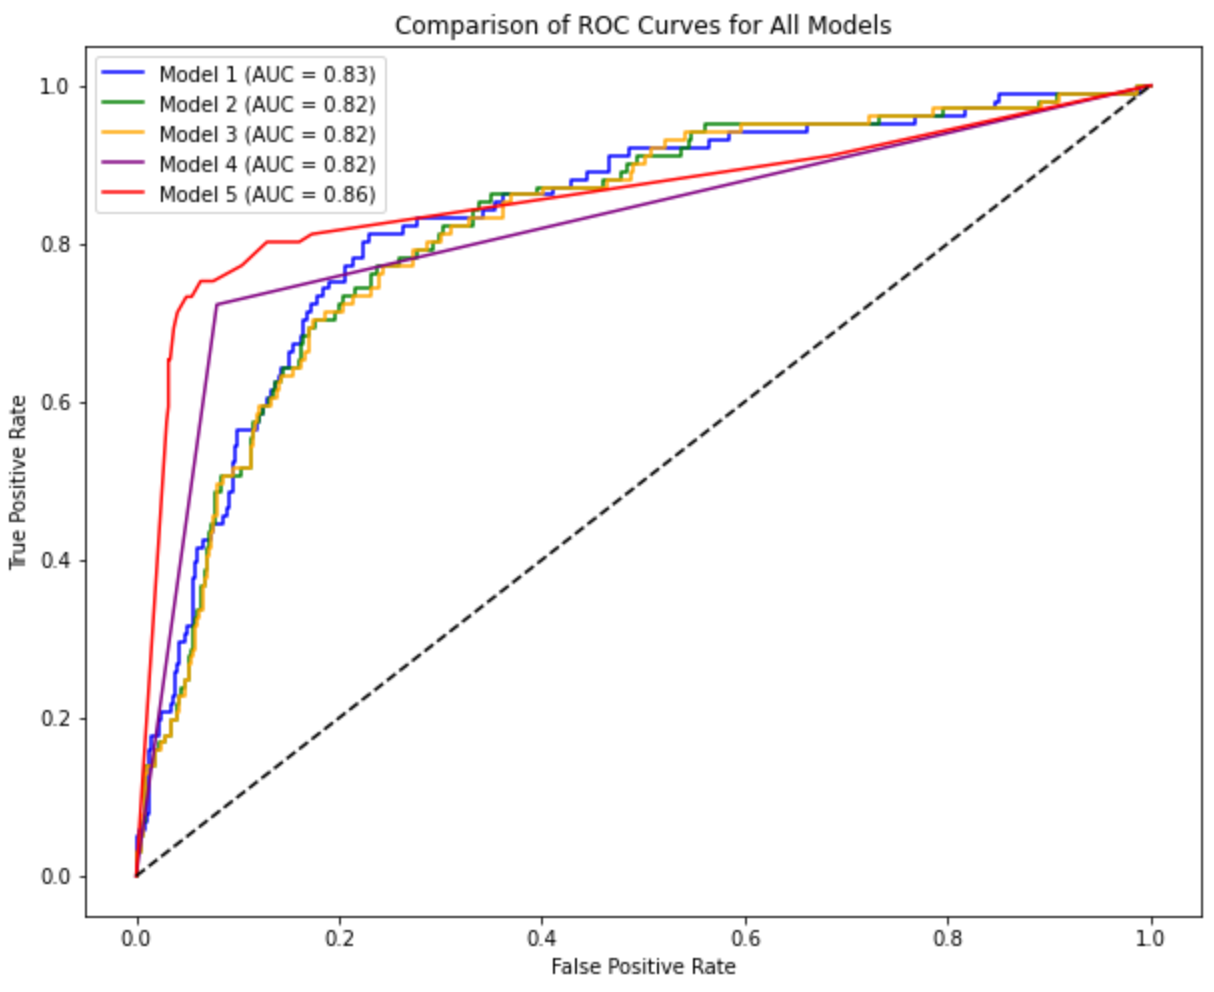 Comparison of ROC Curves for All Models
Model 1 (AUC = 0.83)
Model 2 (AUC = 0.82)
Model 3 (AUC = 0.82)
Model 4 (AUC = 0.82)
Model 5 (AUC = 0.86)
True Positive Rate
1.0
0.8
0.6
0.4
0.2
0.0
0.0 0.2 0.4 0.6 0.8 1.0
False Positive Rate